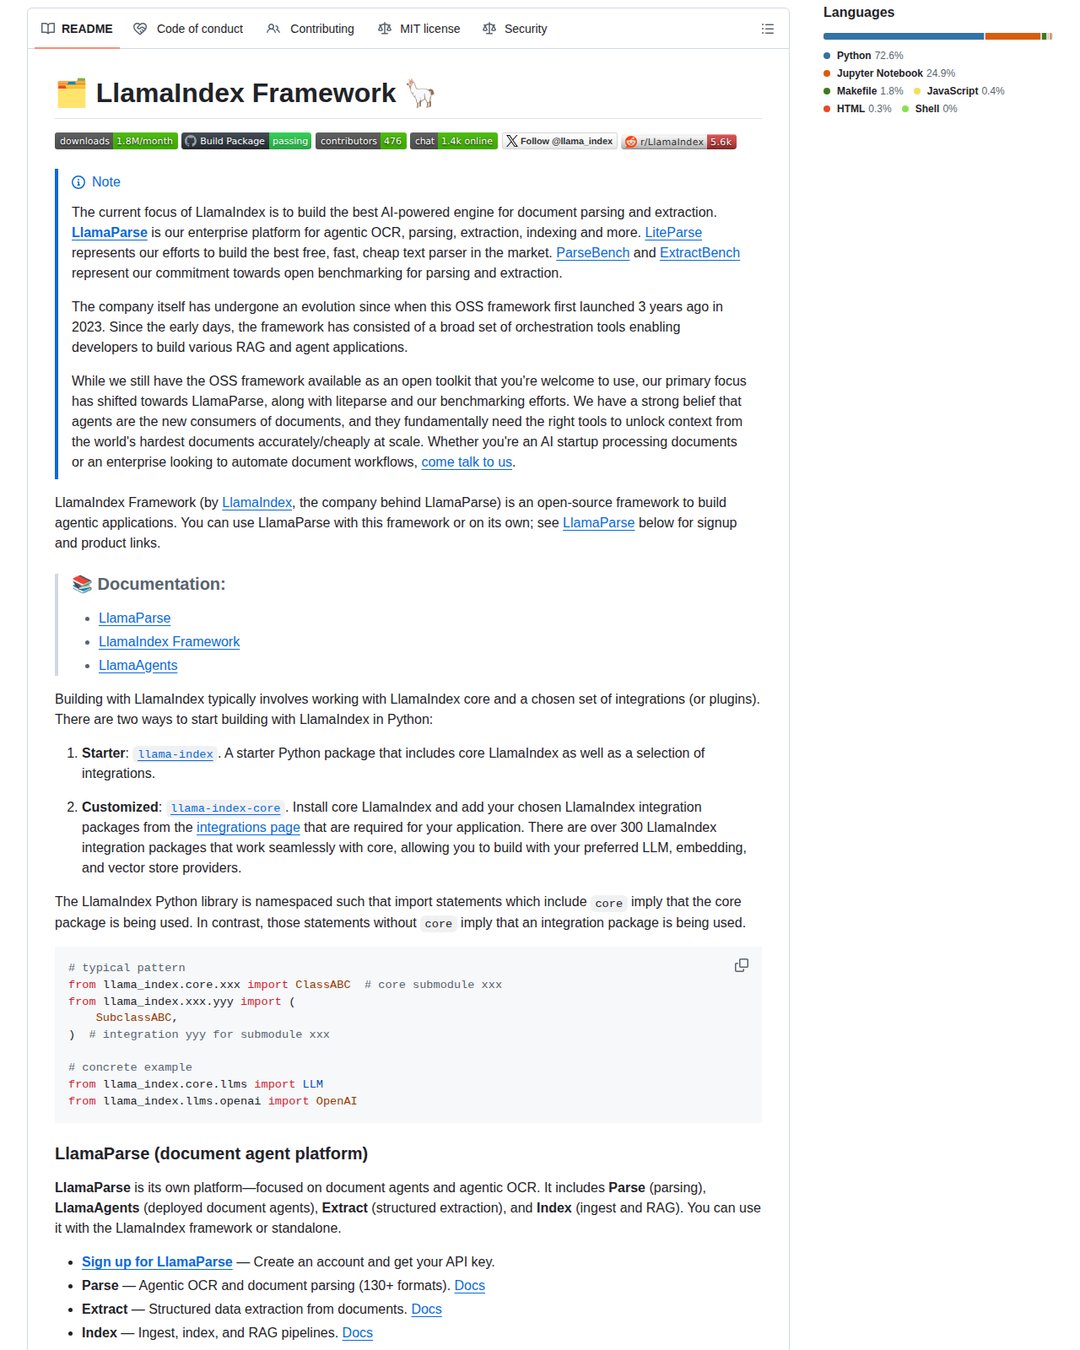 README
Code of conduct
Contributing
MIT license
Security
LlamaIndex Framework
downloads 1.8M/month
Build Package passing
contributors 476
chat 1.4k online
Follow @llama_index
r/LlamaIndex 5.6k
Note
The current focus of LlamaIndex is to build the best AI-powered engine for document parsing and extraction.
LlamaParse is our enterprise platform for agentic OCR, parsing, extraction, indexing and more. LiteParse
represents our efforts to build the best free, fast, cheap text parser in the market. ParseBench and ExtractBench
represent our commitment towards open benchmarking for parsing and extraction.
The company itself has undergone an evolution since when this OSS framework first launched 3 years ago in
2023. Since the early days, the framework has consisted of a broad set of orchestration tools enabling
developers to build various RAG and agent applications.
While we still have the OSS framework available as an open toolkit that you're welcome to use, our primary focus
has shifted towards LlamaParse, along with liteparse and our benchmarking efforts. We have a strong belief that
agents are the new consumers of documents, and they fundamentally need the right tools to unlock context from
the world's hardest documents accurately/cheaply at scale. Whether you're an AI startup processing documents
or an enterprise looking to automate document workflows, come talk to us.
LlamaIndex Framework (by LlamaIndex, the company behind LlamaParse) is an open-source framework to build
agentic applications. You can use LlamaParse with this framework or on its own; see LlamaParse below for signup
and product links.
Documentation:
• LlamaParse
• LlamaIndex Framework
• LlamaAgents
Building with LlamaIndex typically involves working with LlamaIndex core and a chosen set of integrations (or plugins).
There are two ways to start building with LlamaIndex in Python:
1. Starter: llama-index . A starter Python package that includes core LlamaIndex as well as a selection of
integrations.
2. Customized: llama-index-core . Install core LlamaIndex and add your chosen LlamaIndex integration
packages from the integrations page that are required for your application. There are over 300 LlamaIndex
integration packages that work seamlessly with core, allowing you to build with your preferred LLM, embedding,
and vector store providers.
The LlamaIndex Python library is namespaced such that import statements which include core imply that the core
package is being used. In contrast, those statements without core imply that an integration package is being used.
# typical pattern
from llama_index.core.xxx import ClassABC  # core submodule xxx
from llama_index.xxx.yyy import (
    SubclassABC,
)  # integration yyy for submodule xxx
# concrete example
from llama_index.core.llms import LLM
from llama_index.llms.openai import OpenAI
LlamaParse (document agent platform)
LlamaParse is its own platform—focused on document agents and agentic OCR. It includes Parse (parsing),
LlamaAgents (deployed document agents), Extract (structured extraction), and Index (ingest and RAG). You can use
it with the LlamaIndex framework or standalone.
• Sign up for LlamaParse — Create an account and get your API key.
• Parse — Agentic OCR and document parsing (130+ formats). Docs
• Extract — Structured data extraction from documents. Docs
• Index — Ingest, index, and RAG pipelines. Docs
Languages
Python 72.6%
Jupyter Notebook 24.9%
Makefile 1.8% JavaScript 0.4%
HTML 0.3% Shell 0%